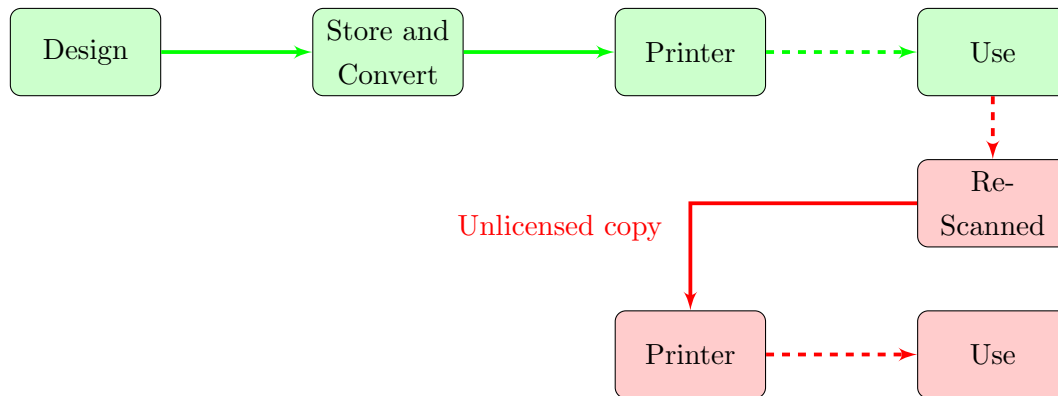 Design
Store and
Convert
Printer
Use
Re-
Scanned
Unlicensed copy
Printer
Use